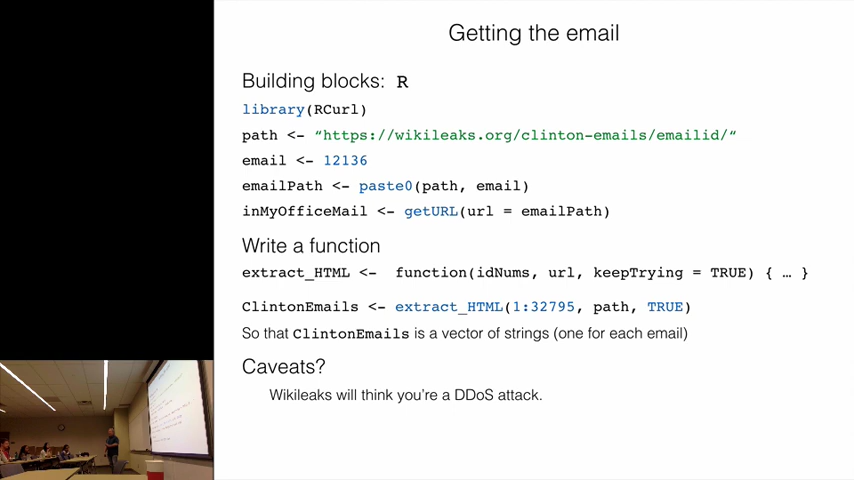 Getting the email
Building blocks: R
library(RCurl)
path <- “https://wikileaks.org/clinton-emails/emailid/“
email <- 12136
emailPath <- paste0(path, email)
inMyOfficeMail <- getURL(url = emailPath)
Write a function
extract_HTML <- function(idNums, url, keepTrying = TRUE) { … }
ClintonEmails <- extract_HTML(1:32795, path, TRUE)
So that ClintonEmails is a vector of strings (one for each email)
Caveats?
Wikileaks will think you’re a DDoS attack.